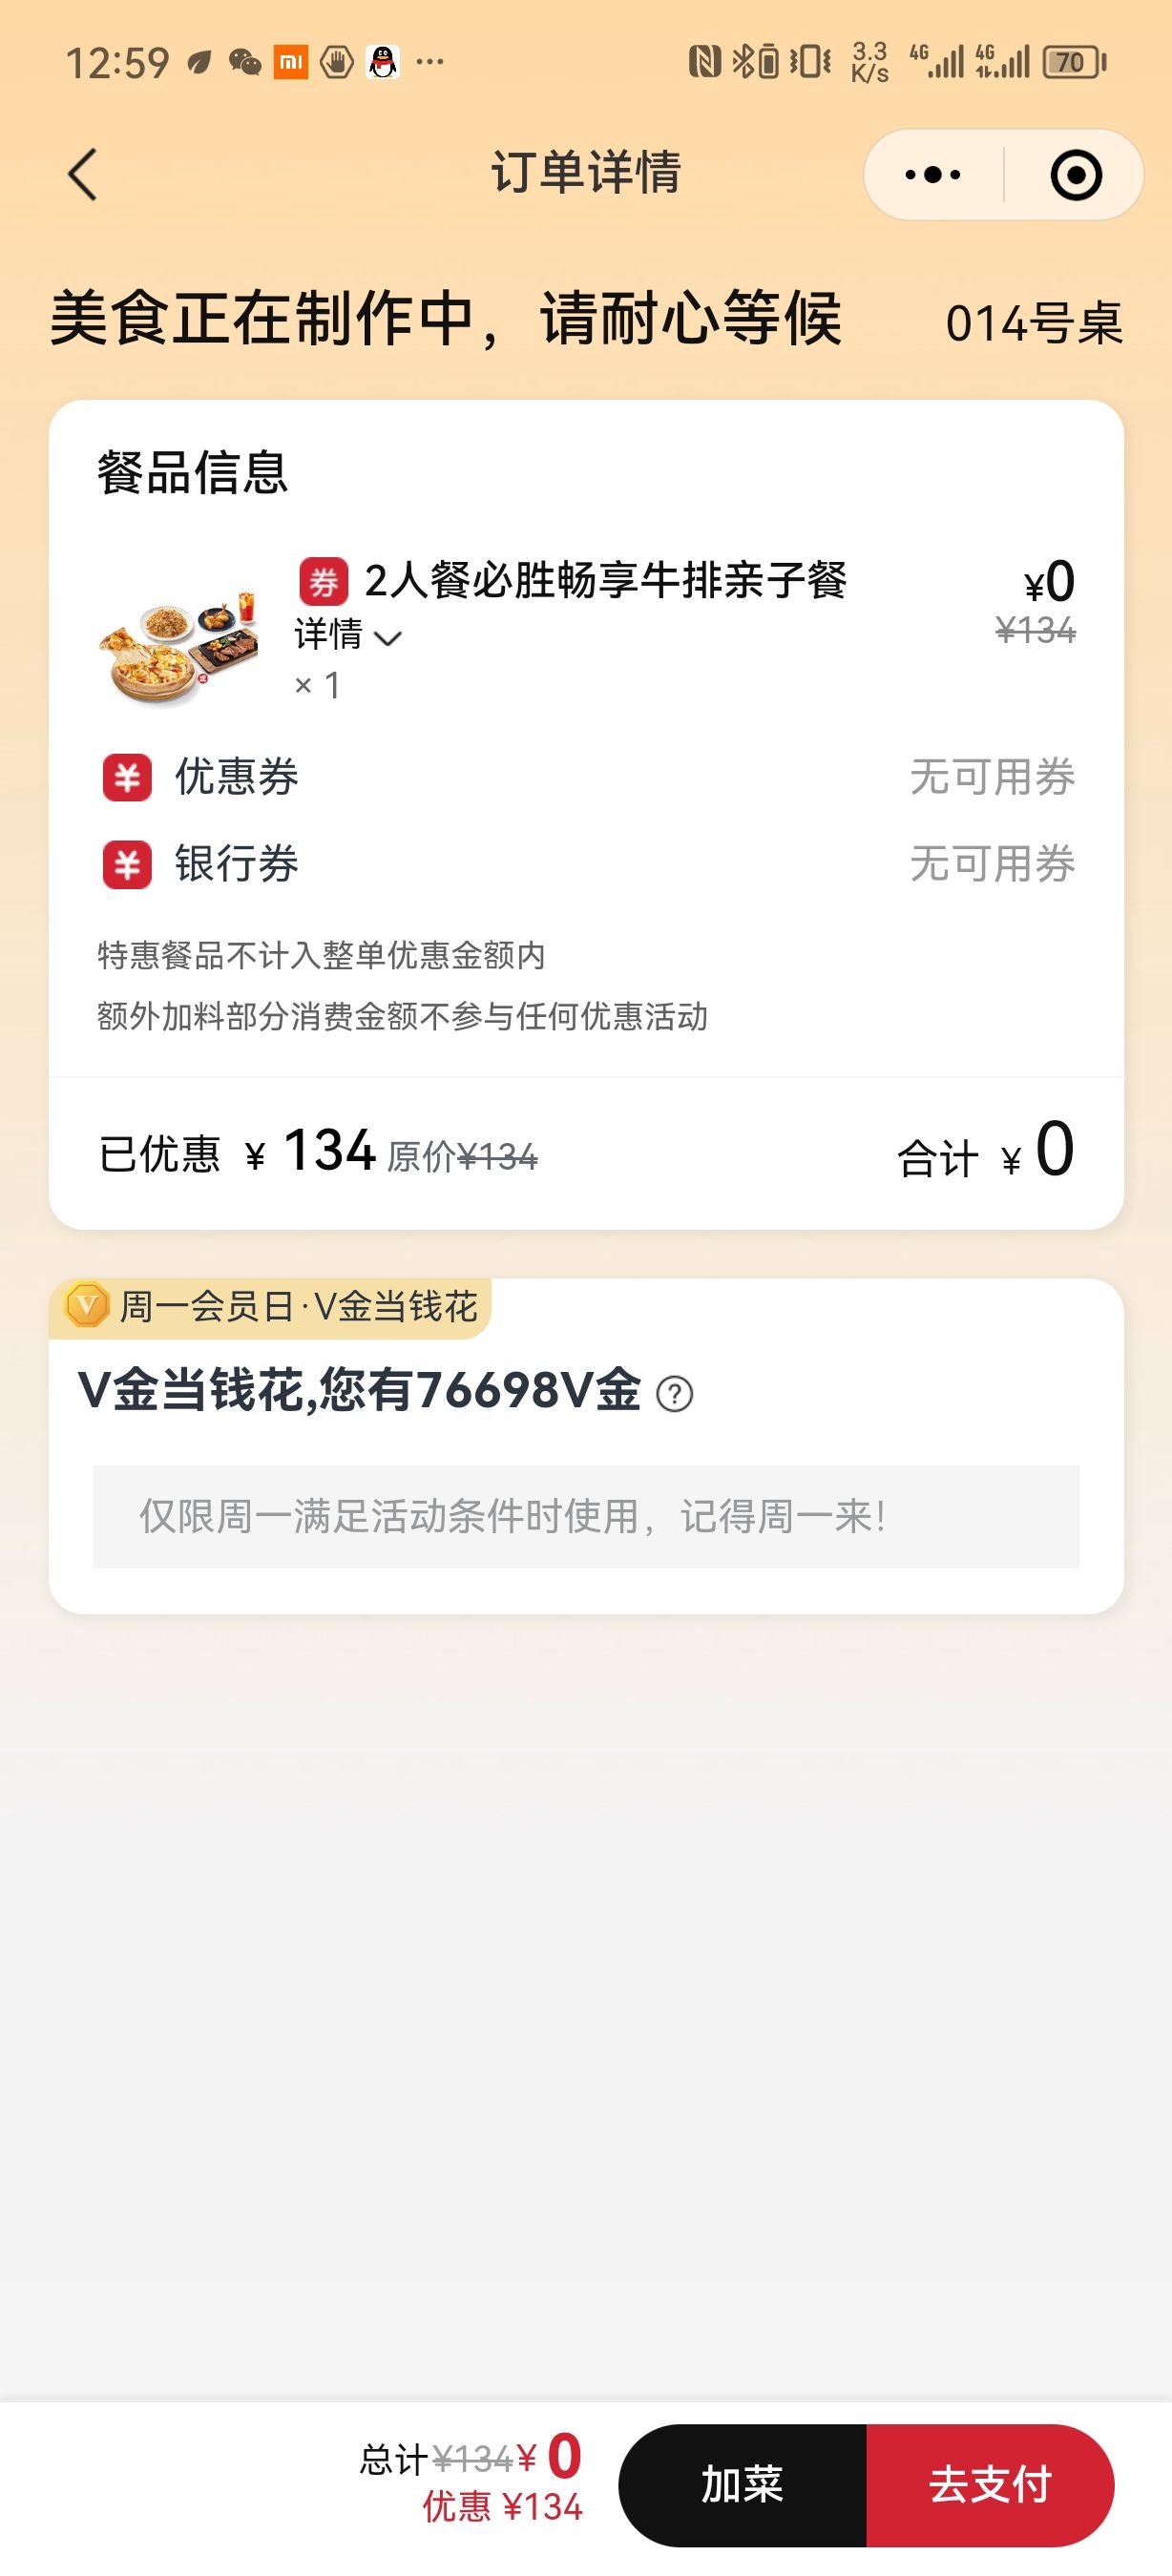 12:59
3.3
K/s
4G
4G
70
订单详情
美食正在制作中，请耐心等候
014号桌
餐品信息
券 2人餐必胜畅享牛排亲子餐
¥0
详情
¥134
× 1
¥ 优惠券
无可用券
¥ 银行券
无可用券
特惠餐品不计入整单优惠金额内
额外加料部分消费金额不参与任何优惠活动
已优惠 ¥ 134 原价¥134
合计 ¥ 0
V 周一会员日·V金当钱花
V金当钱花,您有76698V金 ?
仅限周一满足活动条件时使用，记得周一来!
总计¥134¥ 0
优惠 ¥134
加菜
去支付